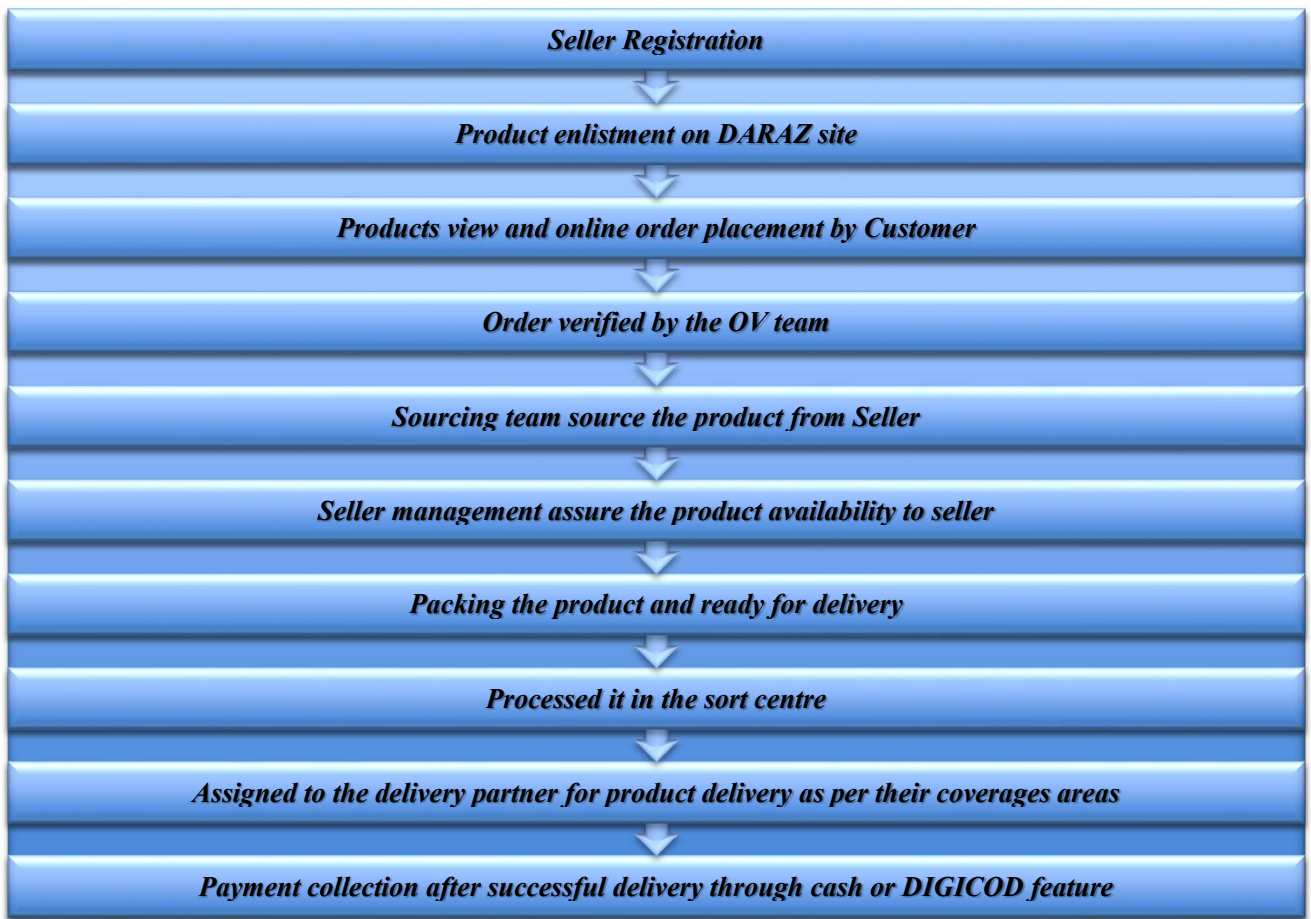 Seller Registration
Product enlistment on DARAZ site
Products view and online order placement by Customer
Order verified by the OV team
Sourcing team source the product from Seller
Seller management assure the product availability to seller
Packing the product and ready for delivery
Processed it in the sort centre
Assigned to the delivery partner for product delivery as per their coverages areas
Payment collection after successful delivery through cash or DIGICOD feature